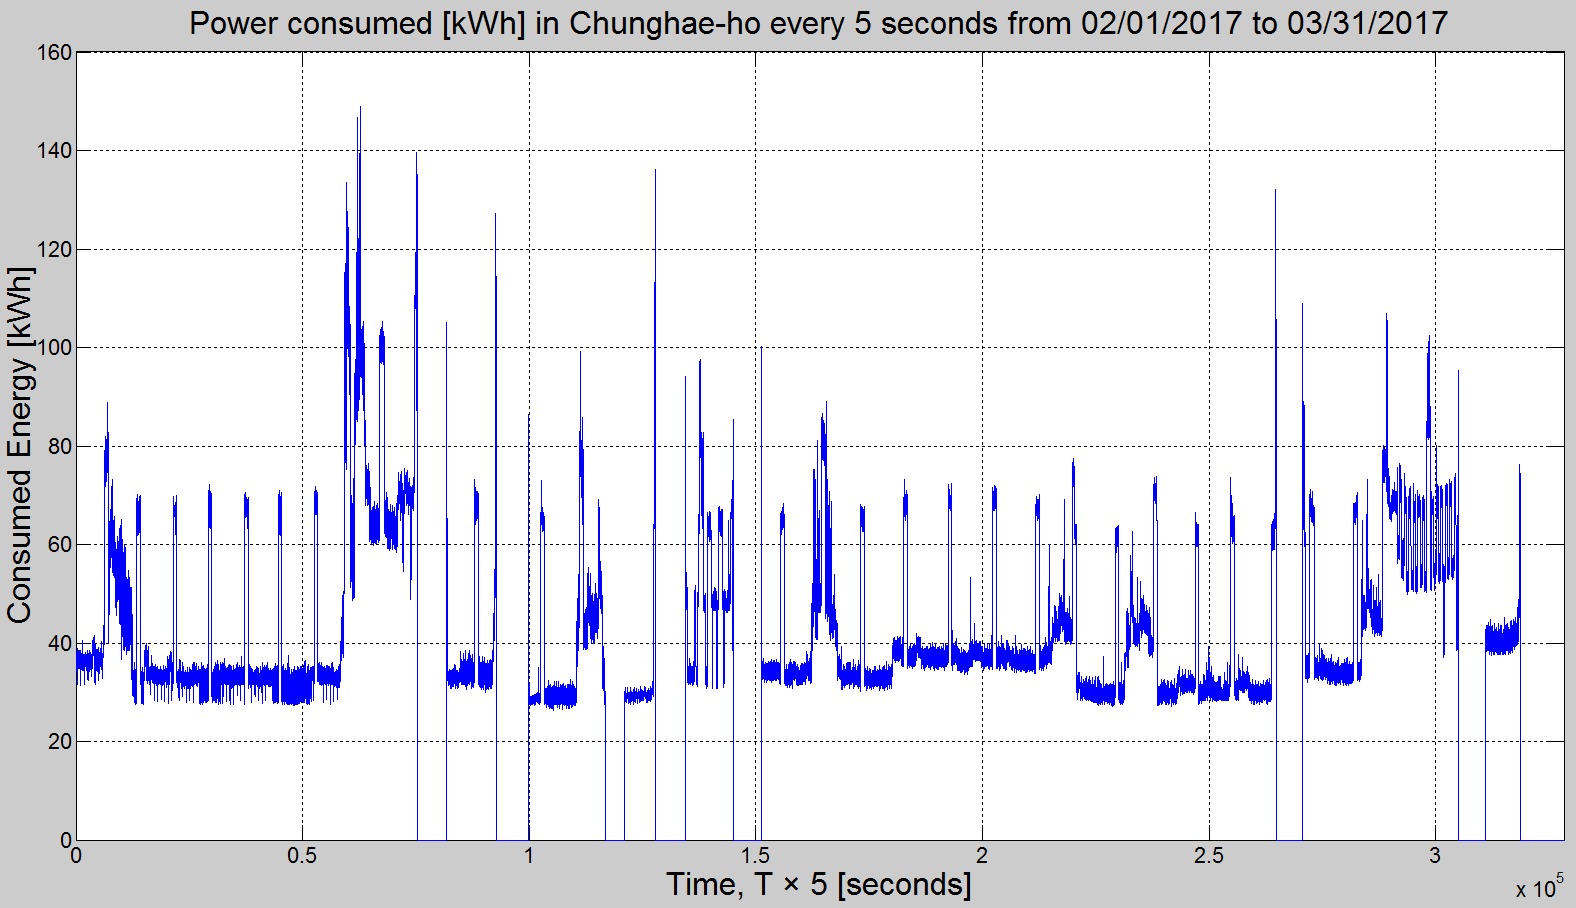 Power consumed [kWh] in Chunghae-ho every 5 seconds from 02/01/2017 to 03/31/2017
160
140
120
100
80
60
40
20
0
Consumed Energy [kWh]
0 0.5 1 1.5 2 2.5 3
Time, T × 5 [seconds]
x 10^5